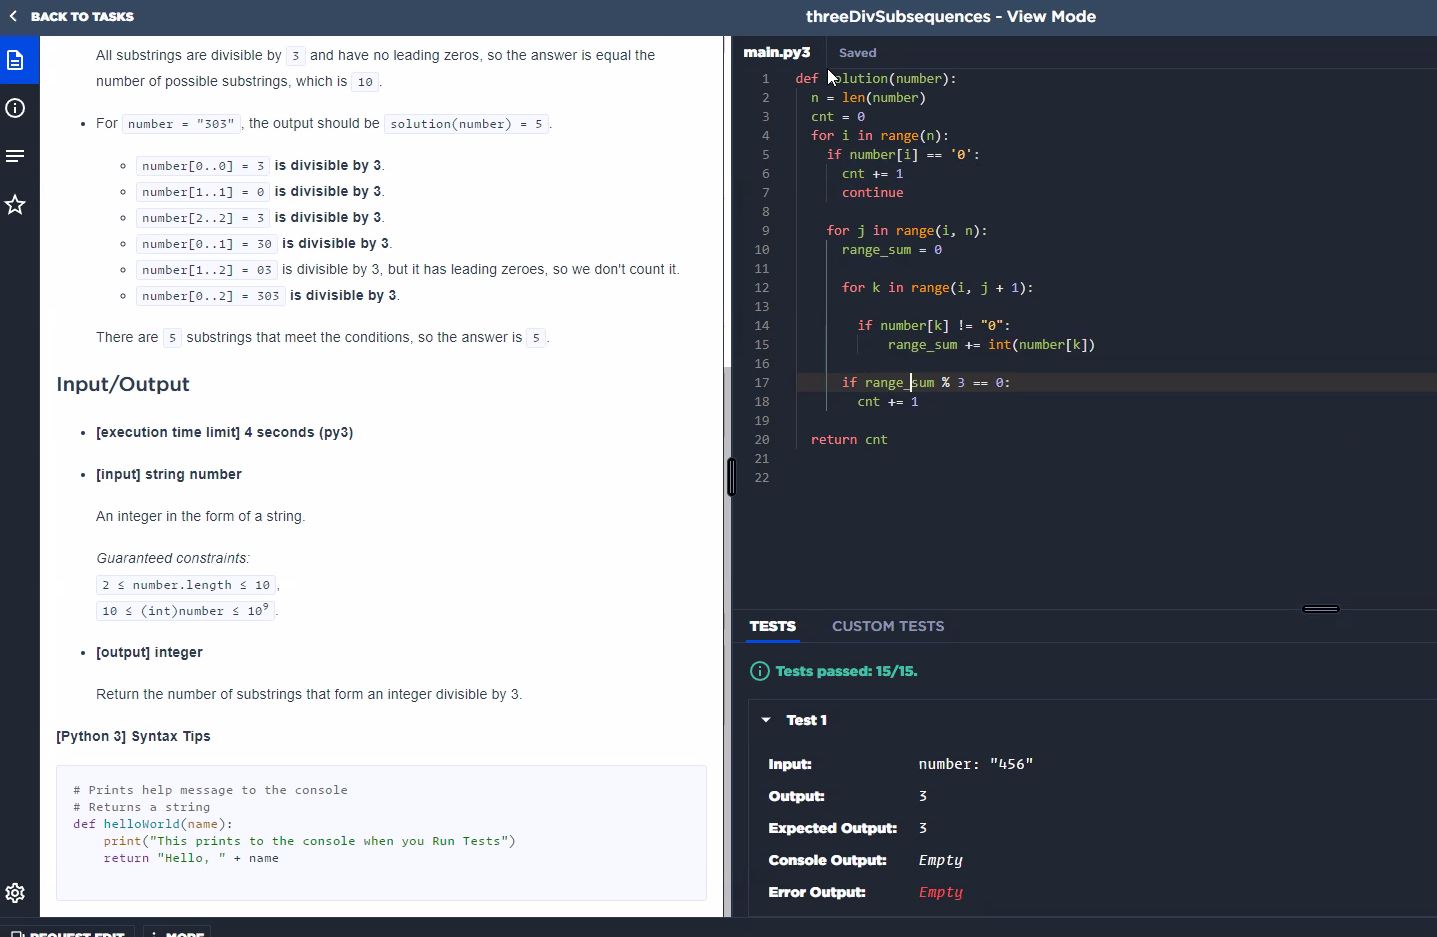 BACK TO TASKS
threeDivSubsequences - View Mode
All substrings are divisible by 3 and have no leading zeros, so the answer is equal the
number of possible substrings, which is 10 .
• For number = "303" , the output should be solution(number) = 5 .
number[0..0] = 3 is divisible by 3.
number[1..1] = 0 is divisible by 3.
number[2..2] = 3 is divisible by 3.
number[0..1] = 30 is divisible by 3.
number[1..2] = 03 is divisible by 3, but it has leading zeroes, so we don't count it.
number[0..2] = 303 is divisible by 3.
There are 5 substrings that meet the conditions, so the answer is 5 .
Input/Output
• [execution time limit] 4 seconds (py3)
• [input] string number
An integer in the form of a string.
Guaranteed constraints:
2 ≤ number.length ≤ 10 ,
10 ≤ (int)number ≤ 10⁹ .
• [output] integer
Return the number of substrings that form an integer divisible by 3.
[Python 3] Syntax Tips
# Prints help message to the console
# Returns a string
def helloWorld(name):
    print("This prints to the console when you Run Tests")
    return "Hello, " + name
main.py3 Saved
1 def solution(number):
2   n = len(number)
3   cnt = 0
4   for i in range(n):
5     if number[i] == '0':
6       cnt += 1
7       continue
8
9     for j in range(i, n):
10       range_sum = 0
11
12       for k in range(i, j + 1):
13
14         if number[k] != "0":
15             range_sum += int(number[k])
16
17       if range_sum % 3 == 0:
18         cnt += 1
19
20   return cnt
21
22
TESTS CUSTOM TESTS
Tests passed: 15/15.
Test 1
Input: number: "456"
Output: 3
Expected Output: 3
Console Output: Empty
Error Output: Empty
REQUEST EDIT
MORE